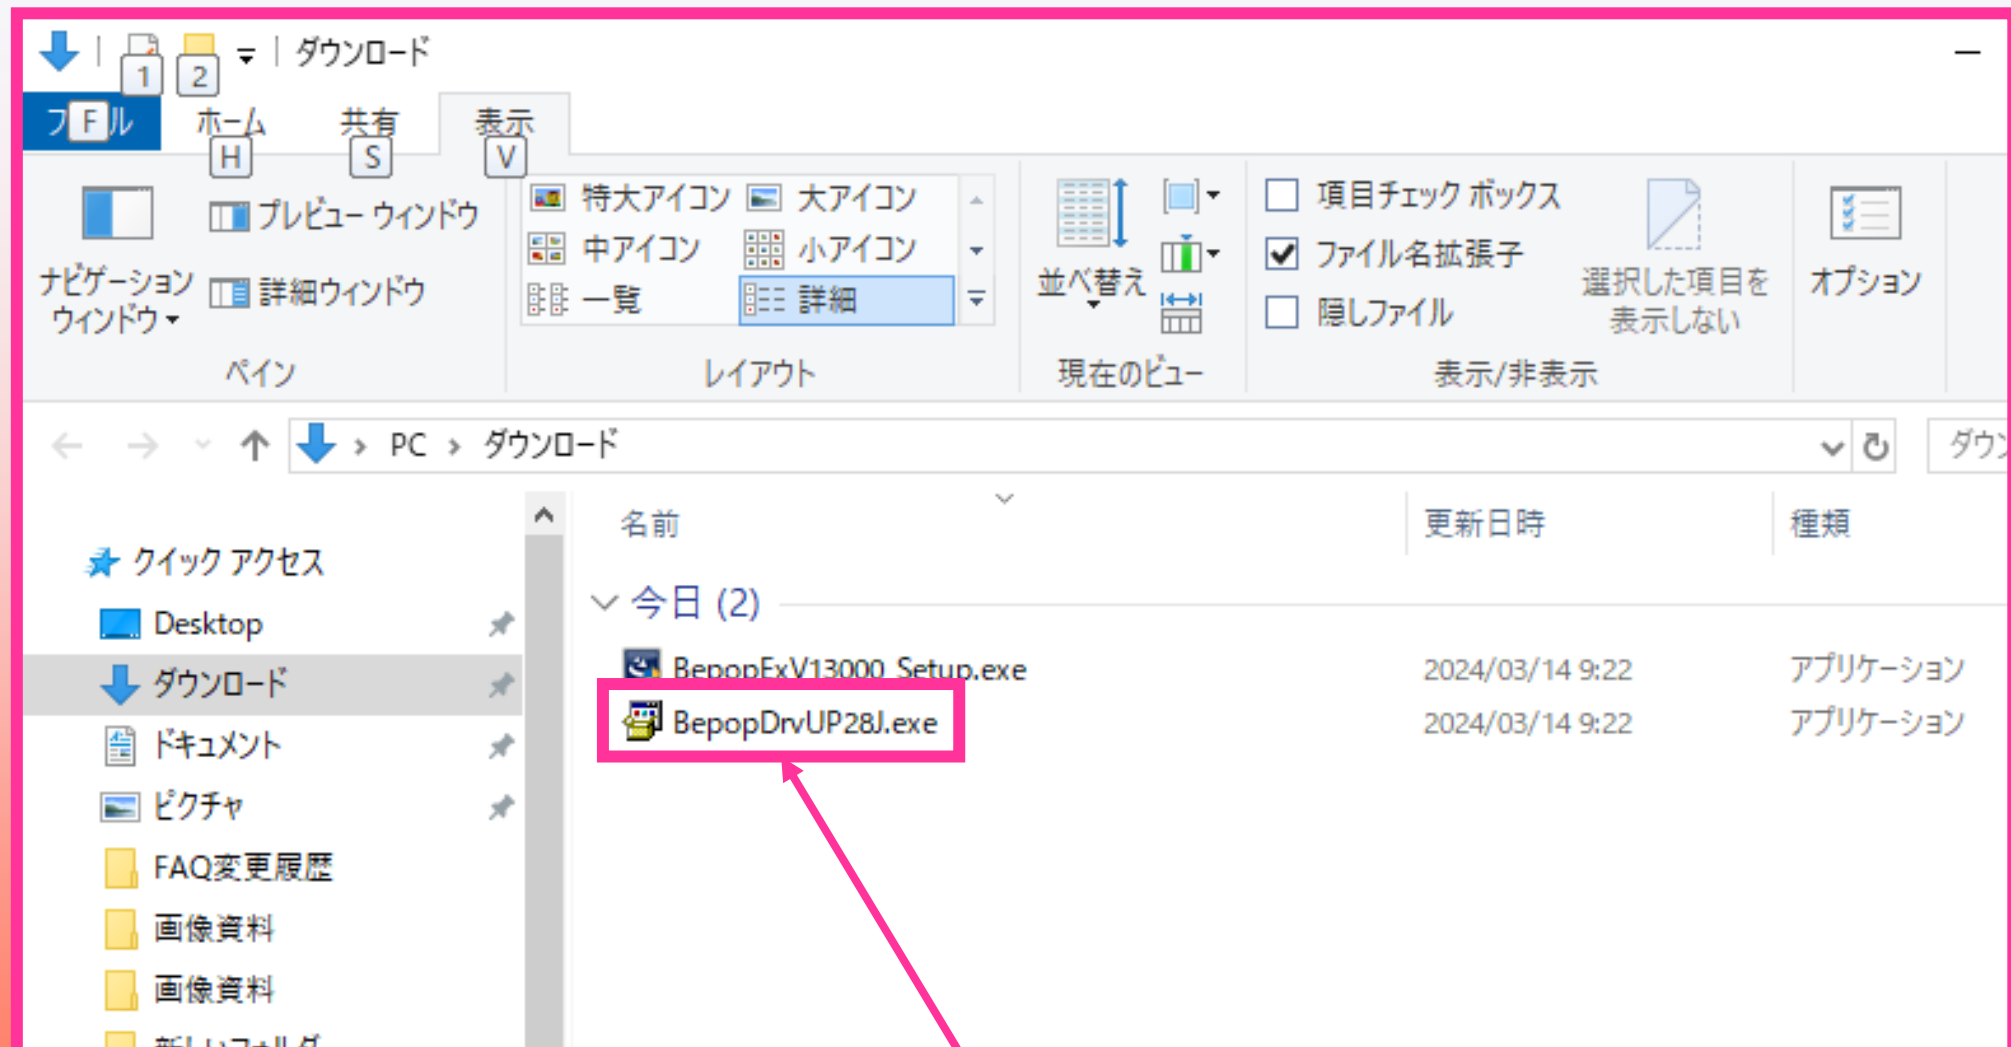 ダウンロード
1 2
ファイル ホーム 共有 表示
F H S V
ナビゲーション
ウィンドウ
プレビュー ウィンドウ
詳細ウィンドウ
ペイン
特大アイコン 大アイコン
中アイコン 小アイコン
一覧 詳細
レイアウト
並べ替え
現在のビュー
項目チェック ボックス
ファイル名拡張子
隠しファイル
選択した項目を
表示しない
表示/非表示
オプション
PC ダウンロード
ダウン
クイック アクセス
Desktop
ダウンロード
ドキュメント
ピクチャ
FAQ変更履歴
画像資料
画像資料
新しいフォルダ
名前 更新日時 種類
今日 (2)
BepopExV13000_Setup.exe 2024/03/14 9:22 アプリケーション
BepopDrvUP28J.exe 2024/03/14 9:22 アプリケーション